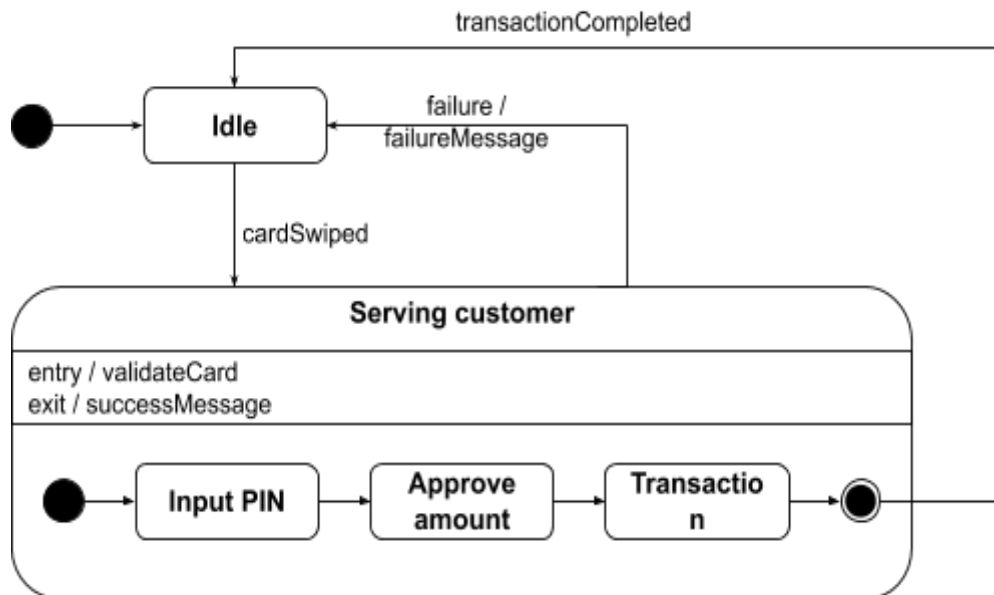 transactionCompleted
Idle
failure /
failureMessage
cardSwiped
Serving customer
entry / validateCard
exit / successMessage
Input PIN
Approve
amount
Transactio
n